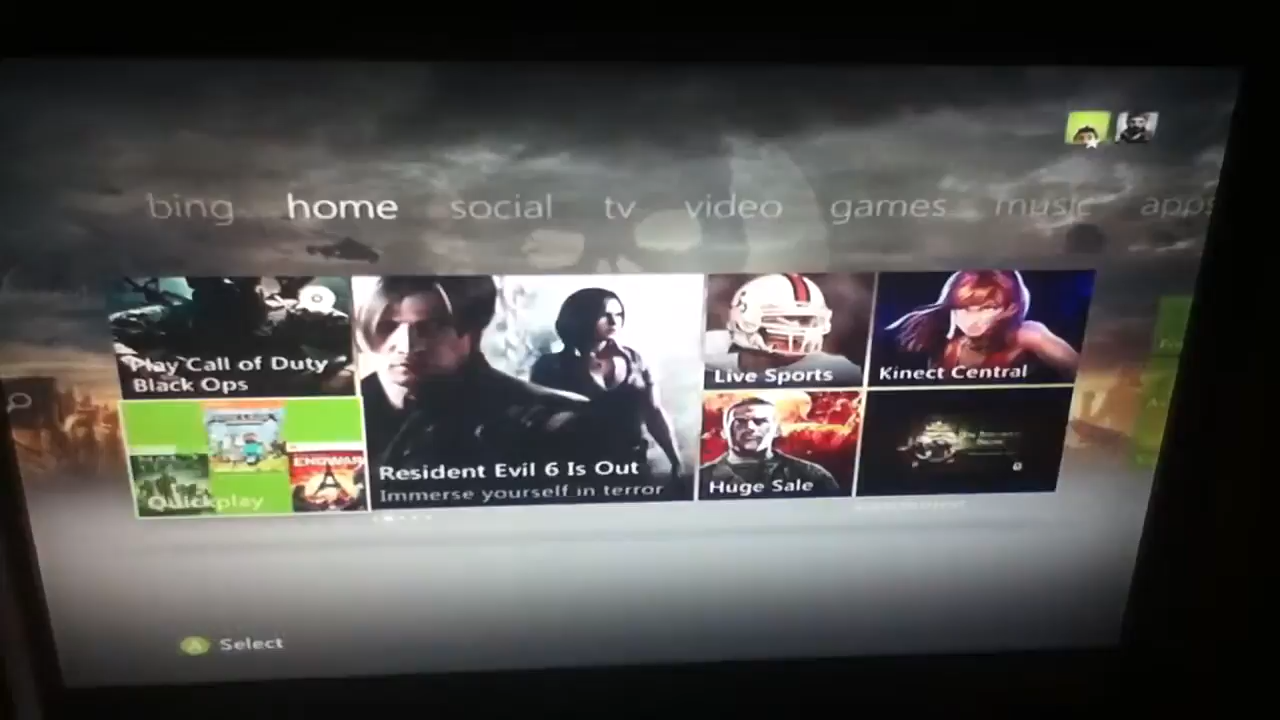 bing home social tv video games music apps
Play Call of Duty
Black Ops
Live Sports
Kinect Central
ENDWAR
Quickplay
Resident Evil 6 Is Out
Immerse yourself in terror
Huge Sale
A Select